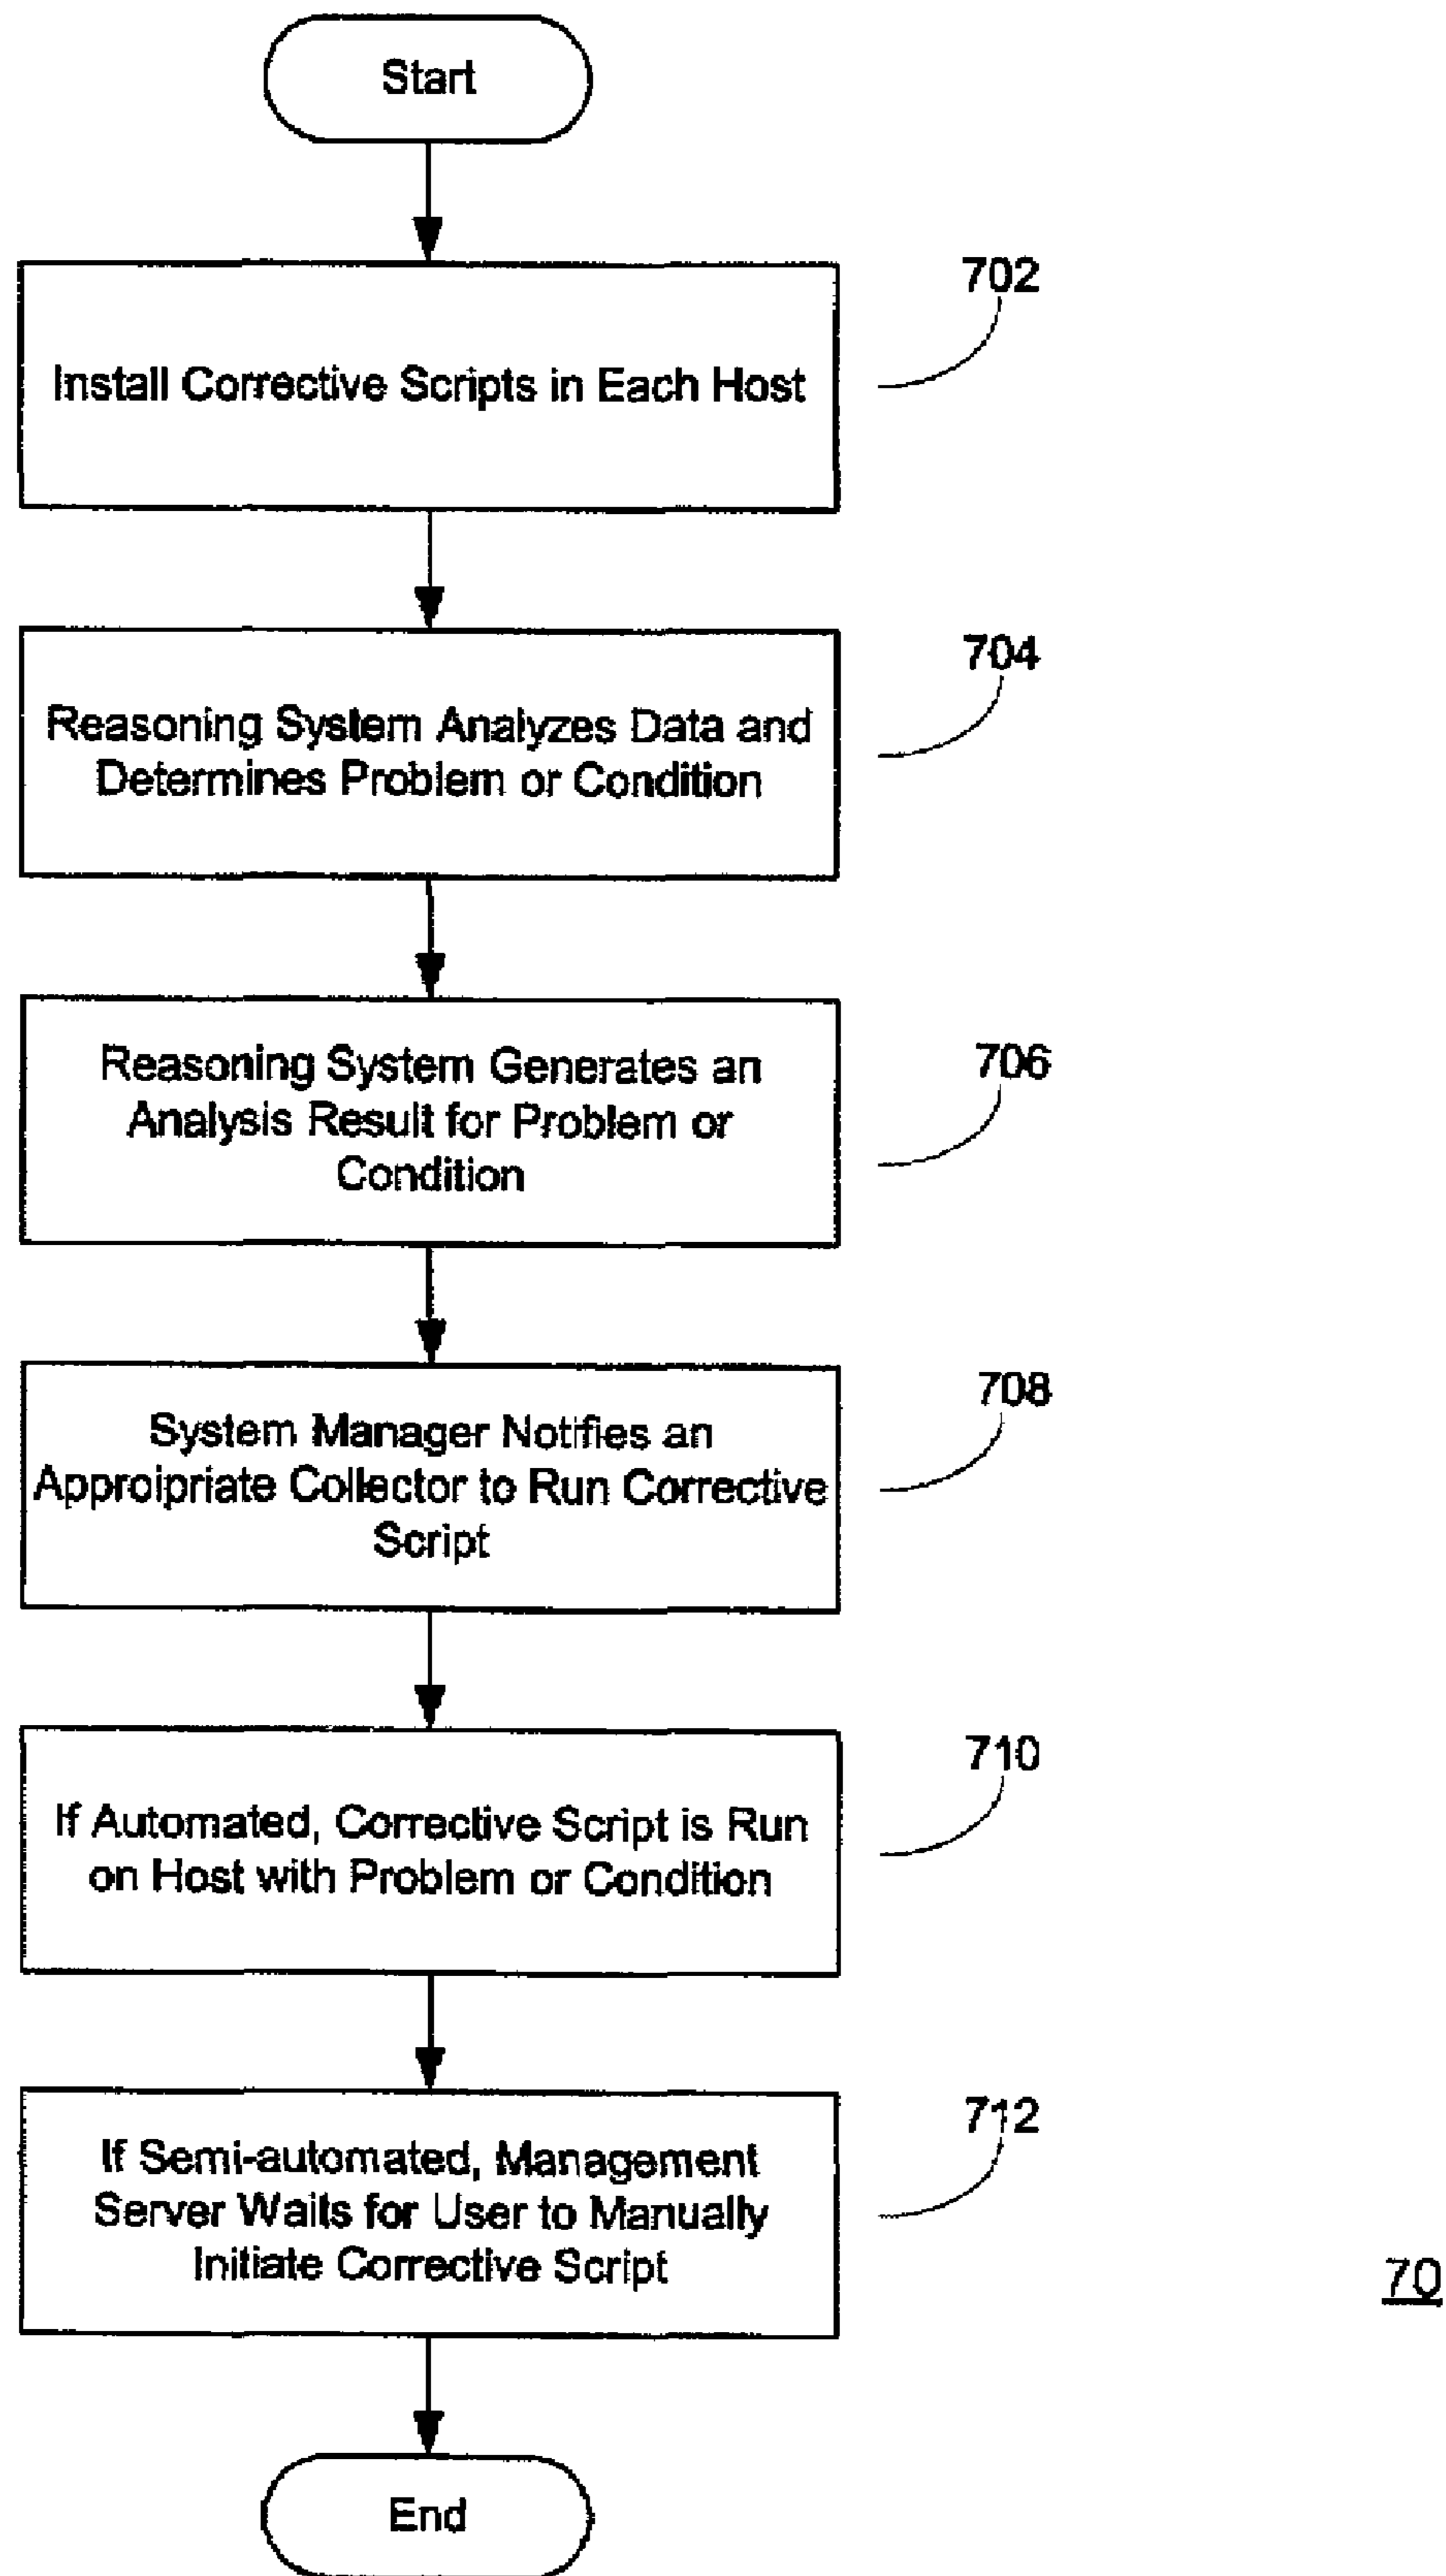 Start
702
Install Corrective Scripts in Each Host
704
Reasoning System Analyzes Data and
Determines Problem or Condition
706
Reasoning System Generates an
Analysis Result for Problem or
Condition
708
System Manager Notifies an
Approipriate Collector to Run Corrective
Script
710
If Automated, Corrective Script is Run
on Host with Problem or Condition
712
If Semi-automated, Management
Server Waits for User to Manually
Initiate Corrective Script
70
End